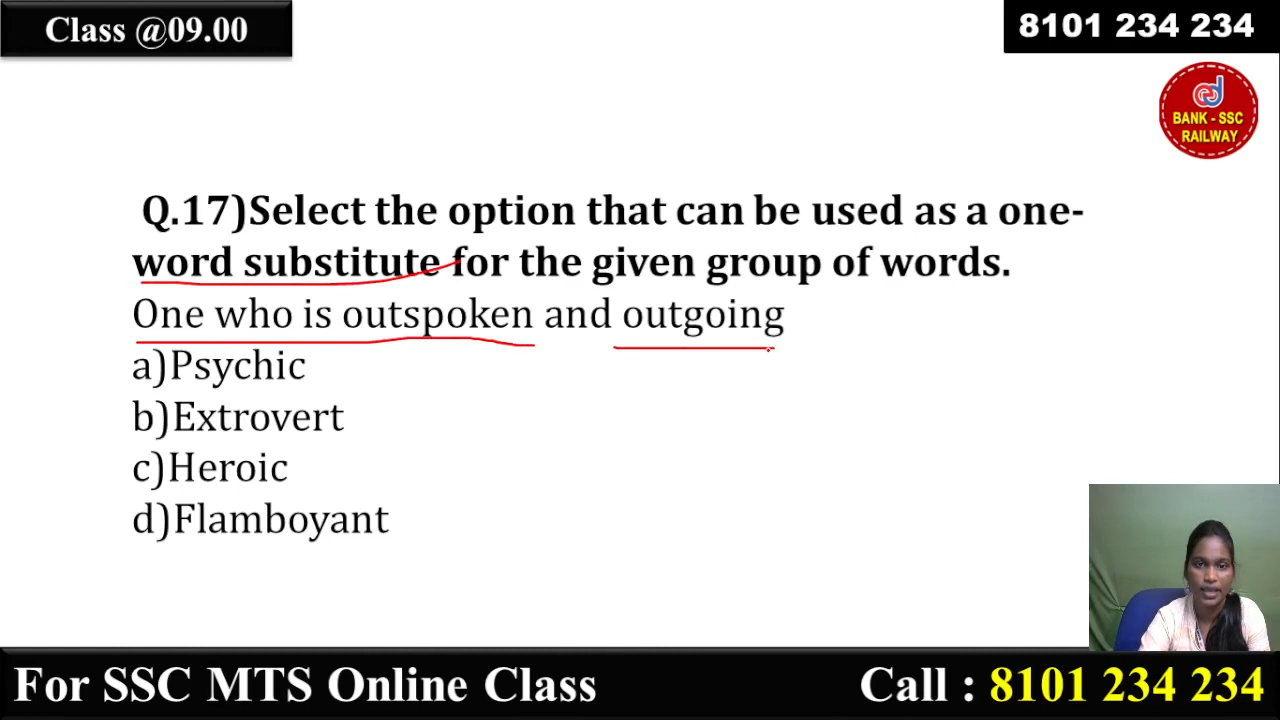 Class @09.00
8101 234 234
BANK - SSC
RAILWAY
Q.17)Select the option that can be used as a one-
word substitute for the given group of words.
One who is outspoken and outgoing
a)Psychic
b)Extrovert
c)Heroic
d)Flamboyant
For SSC MTS Online Class
Call : 8101 234 234